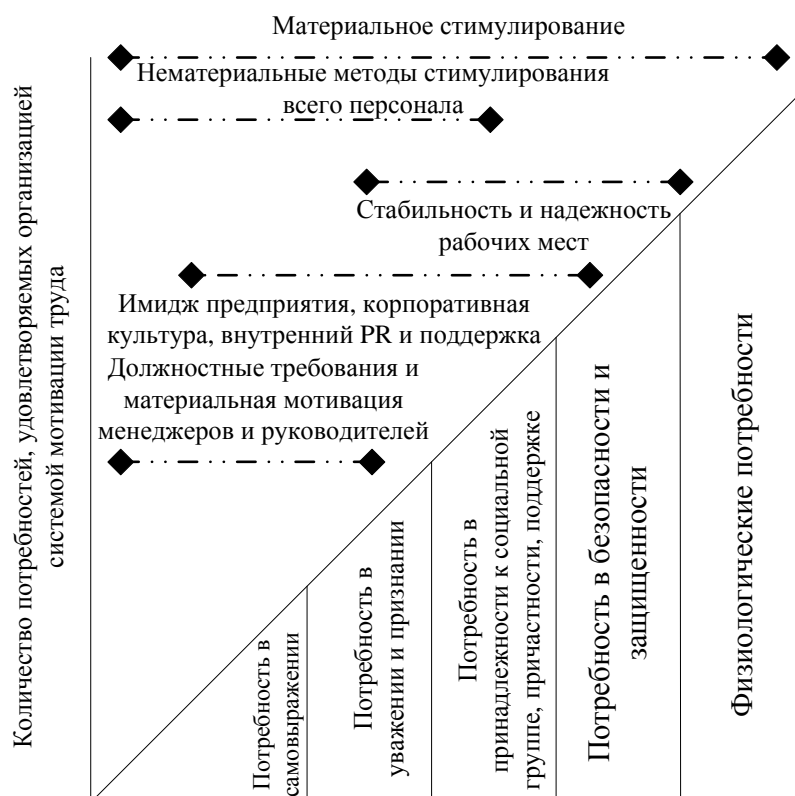 Материальное стимулирование
Нематериальные методы стимулирования
всего персонала
Стабильность и надежность
рабочих мест
Имидж предприятия, корпоративная
культура, внутренний PR и поддержка
Должностные требования и
материальная мотивация
менеджеров и руководителей
Количество потребностей, удовлетворяемых организацией
системой мотивации труда
Потребность в
самовыражении
Потребность в
уважении и признании
Потребность в
принадлежности к социальной
группе, причастности, поддержке
Потребность в безопасности и
защищенности
Физиологические потребности